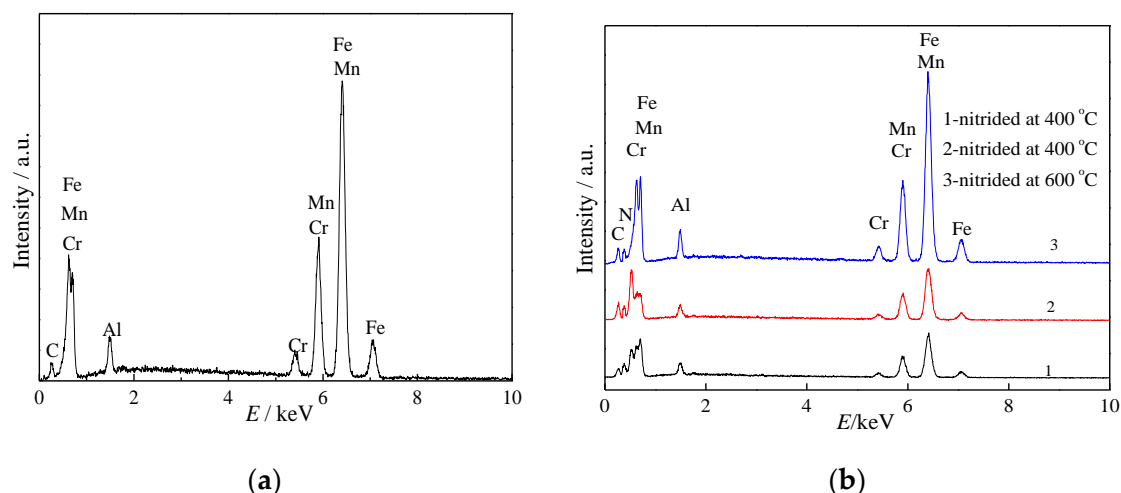 Fe
Mn
Fe
Mn
Cr
Mn
Cr
C
Al
Cr
Fe
Intensity / a.u.
0 2 4 6 8 10
E / keV
(a)
Fe
Mn
Fe
Mn
Cr
1-nitrided at 400 °C
2-nitrided at 400 °C
3-nitrided at 600 °C
Mn
Cr
N
C
Al
Cr
Fe
3
2
1
Intensity / a.u.
0 2 4 6 8 10
E/keV
(b)